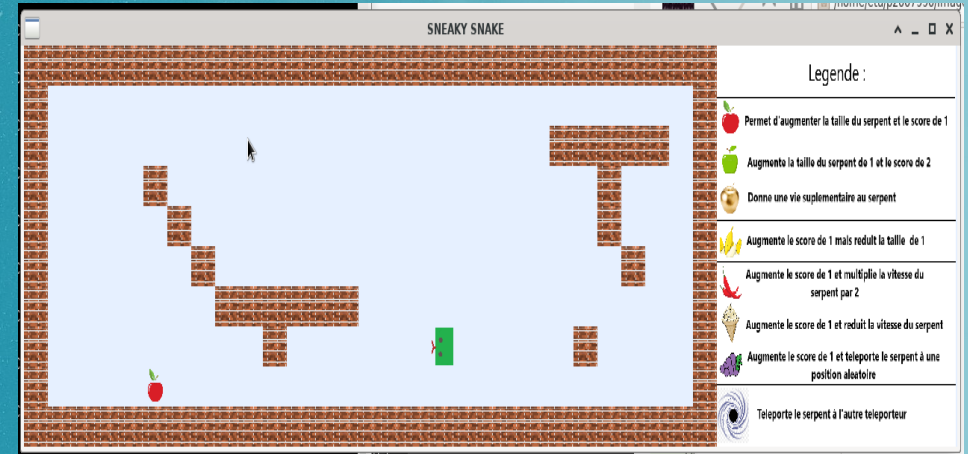 SNEAKY SNAKE
Legende :
Permet d'augmenter la taille du serpent et le score de 1
Augmente la taille du serpent de 1 et le score de 2
Donne une vie suplementaire au serpent
Augmente le score de 1 mais reduit la taille de 1
Augmente le score de 1 et multiplie la vitesse du
serpent par 2
Augmente le score de 1 et reduit la vitesse du serpent
Augmente le score de 1 et teleporte le serpent à une
position aleatoire
Teleporte le serpent à l'autre teleporteur